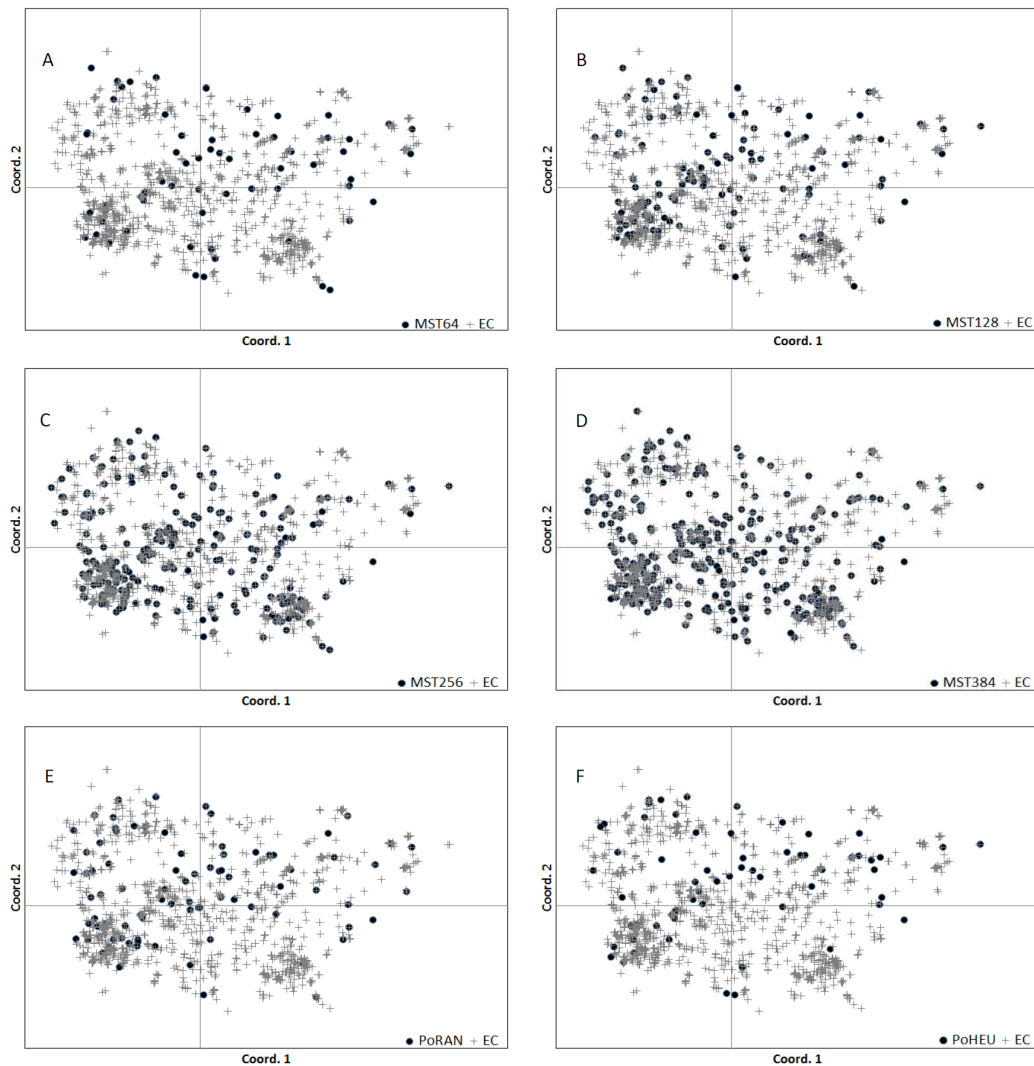 A
Coord. 2
MST64 + EC
Coord. 1
B
Coord. 2
MST128 + EC
Coord. 1
C
Coord. 2
MST256 + EC
Coord. 1
D
Coord. 2
MST384 + EC
Coord. 1
E
Coord. 2
PoRAN + EC
Coord. 1
F
Coord. 2
PoHEU + EC
Coord. 1